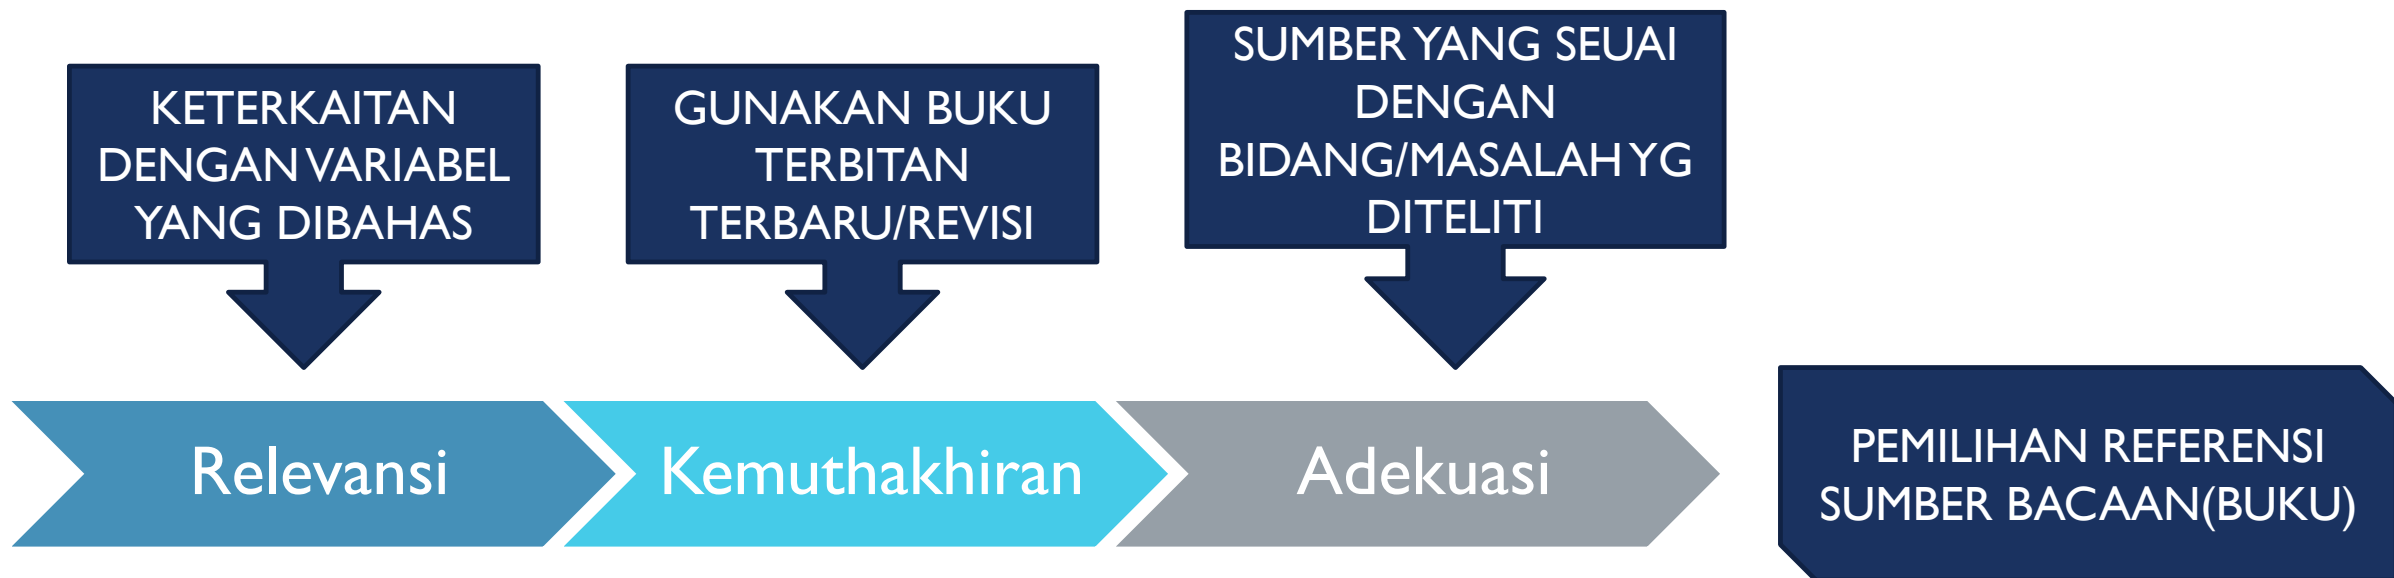 KETERKAITAN
DENGAN VARIABEL
YANG DIBAHAS
GUNAKAN BUKU
TERBITAN
TERBARU/REVISI
SUMBER YANG SEUAI
DENGAN
BIDANG/MASALAH YG
DITELITI
Relevansi
Kemuthakhiran
Adekuasi
PEMILIHAN REFERENSI
SUMBER BACAAN(BUKU)